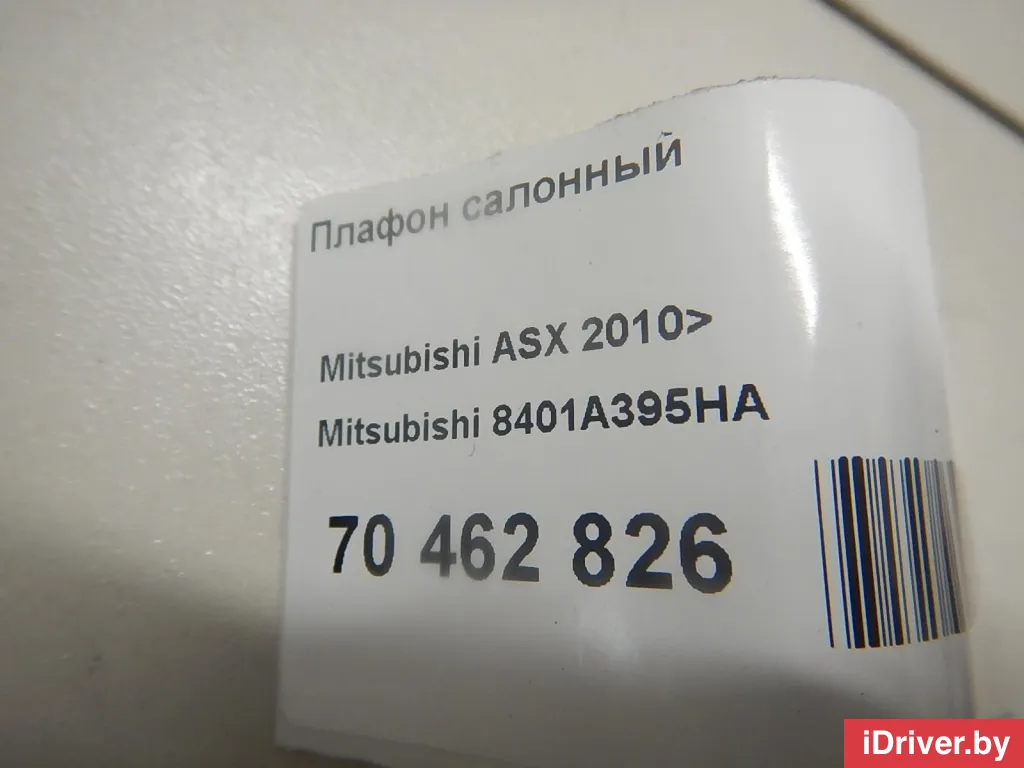 Плафон салонный
Mitsubishi ASX 2010>
Mitsubishi 8401A395HA
70 462 826
iDriver.by